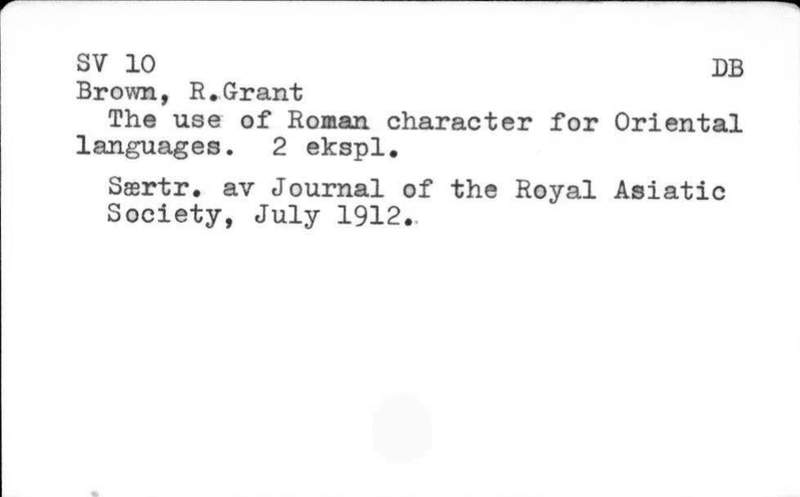 SV 10 DB
Brown, R.Grant
The use of Roman character for Oriental
languages. 2 ekspl.
Særtr. av Journal of the Royal Asiatic
Society, July 1912.